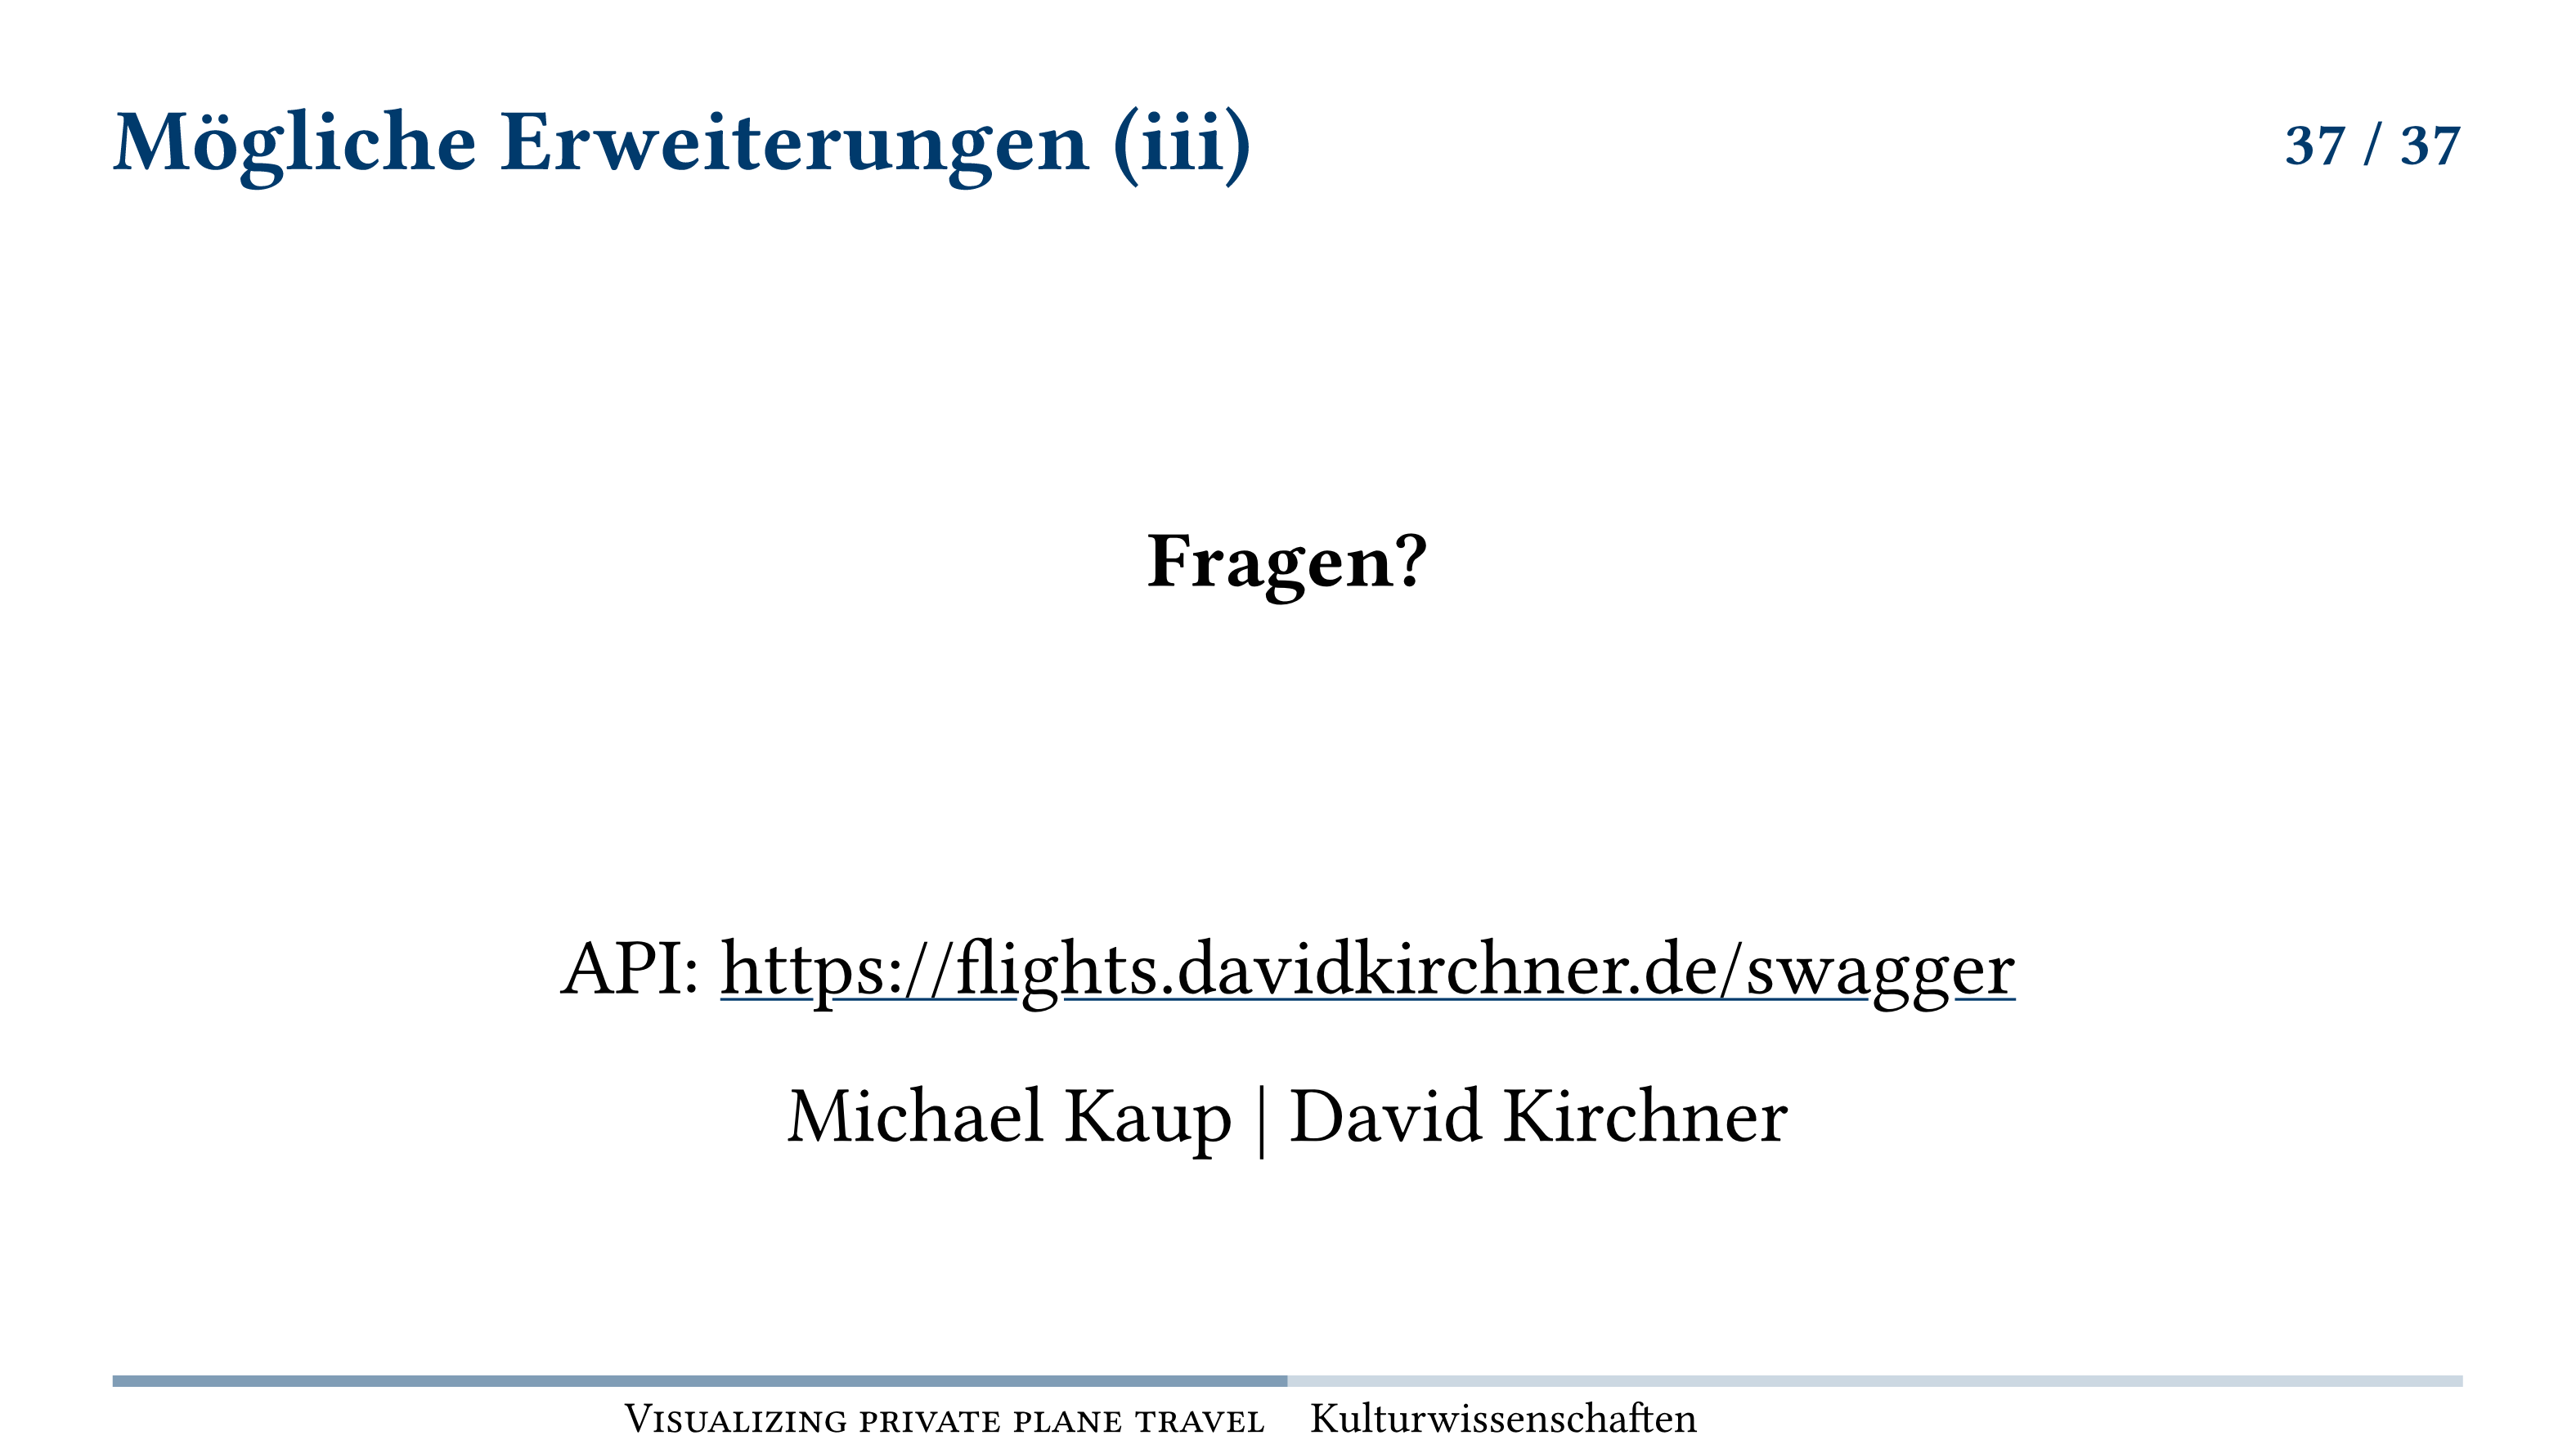 Mögliche Erweiterungen (iii)
37 / 37
Fragen?
API: https://flights.davidkirchner.de/swagger
Michael Kaup | David Kirchner
Visualizing private plane travel
Kulturwissenschaften